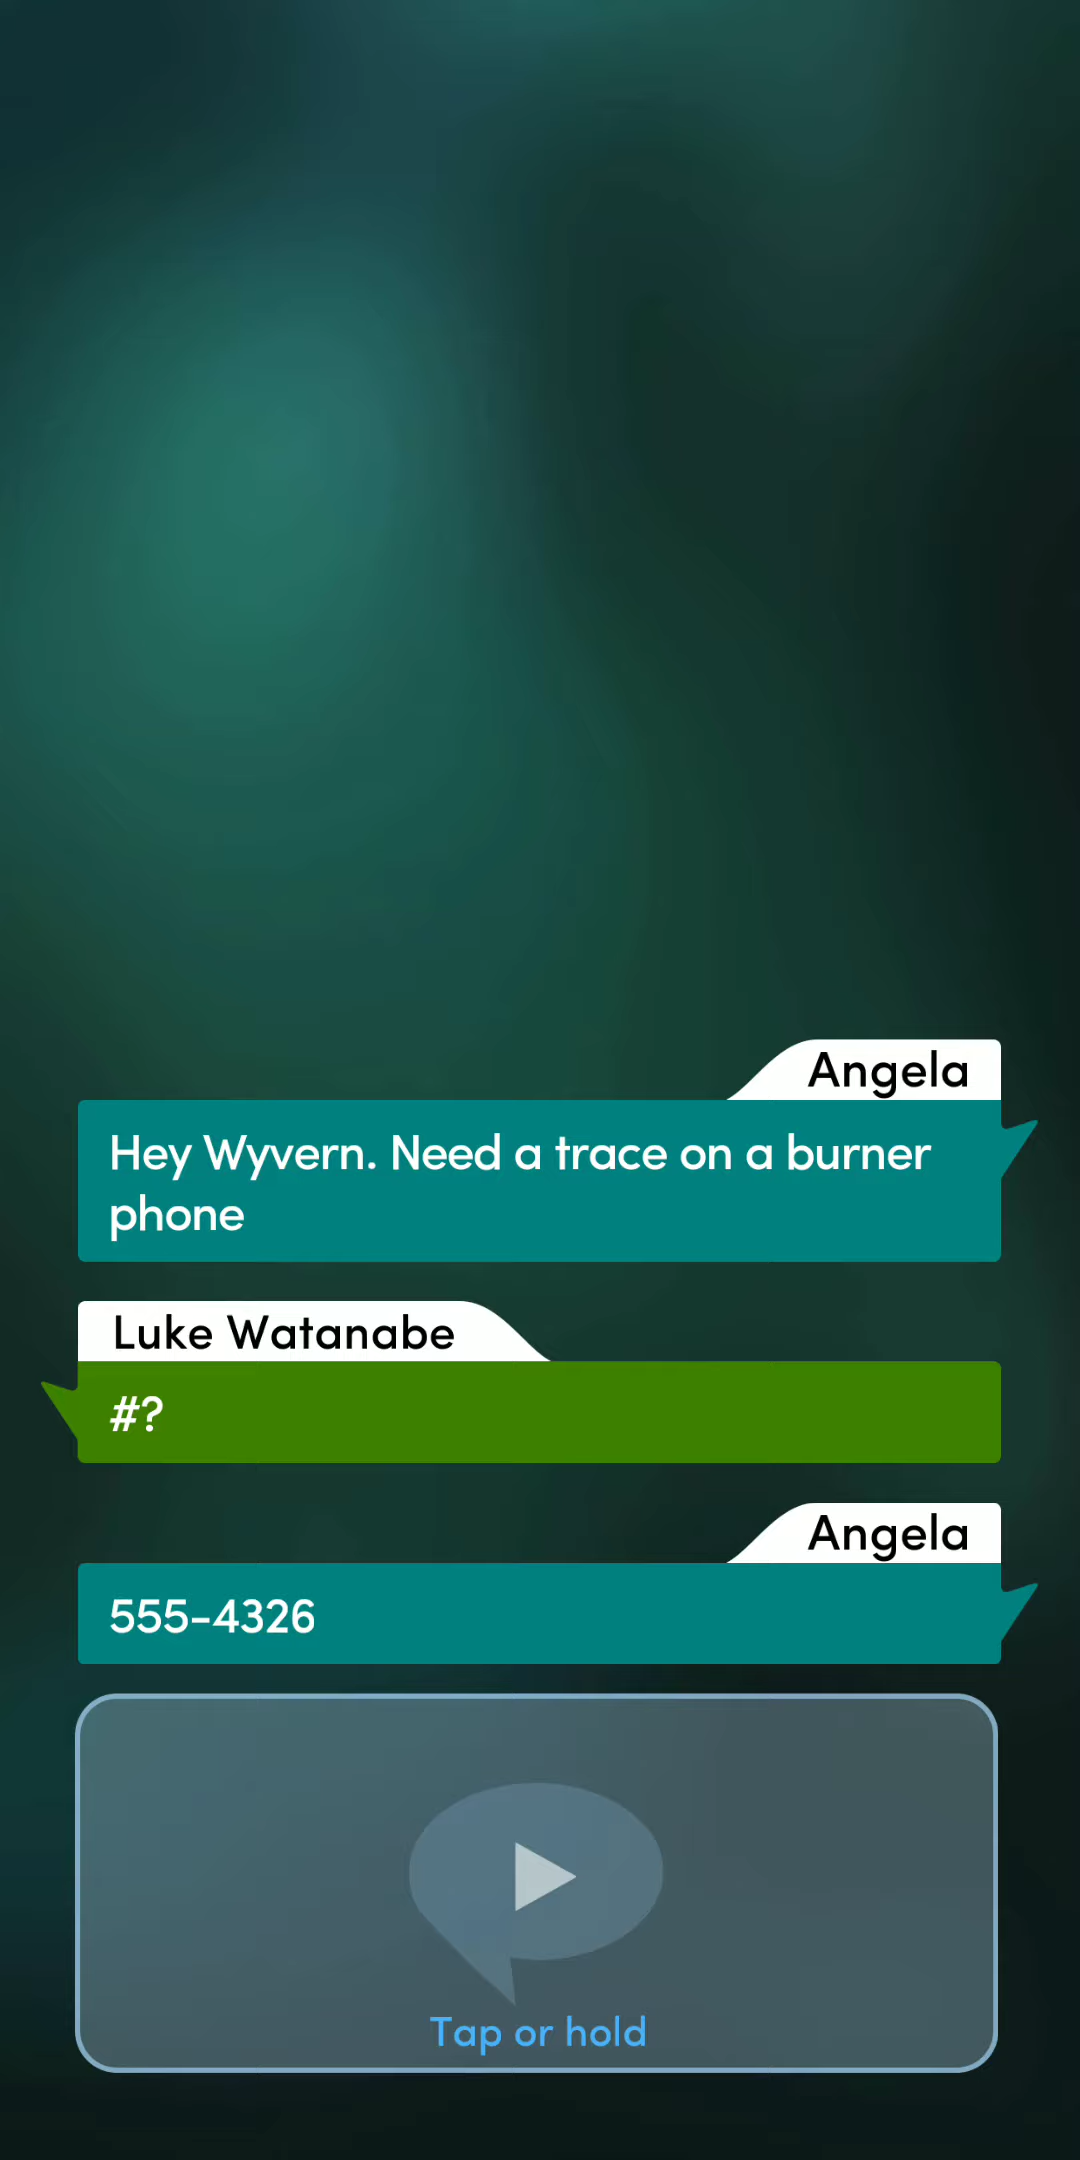 Angela
Hey Wyvern. Need a trace on a burner
phone
Luke Watanabe
#?
Angela
555-4326
Tap or hold